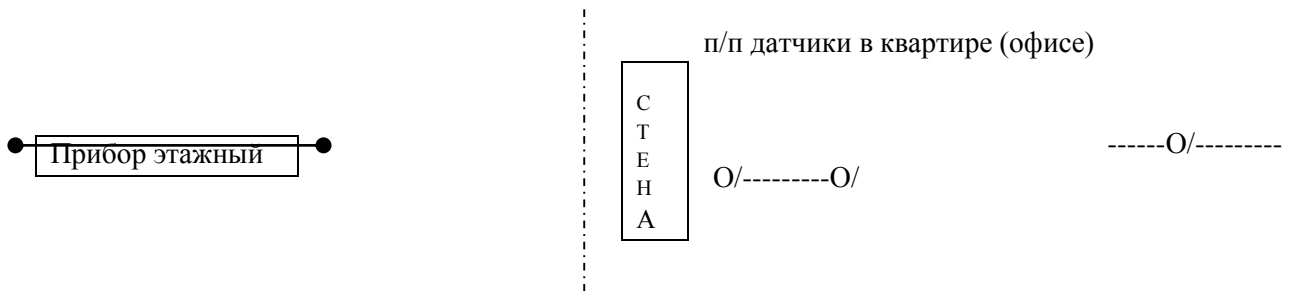 п/п датчики в квартире (офисе)
С
Т
Е
Н
А
Прибор этажный
------О/---------
О/---------О/